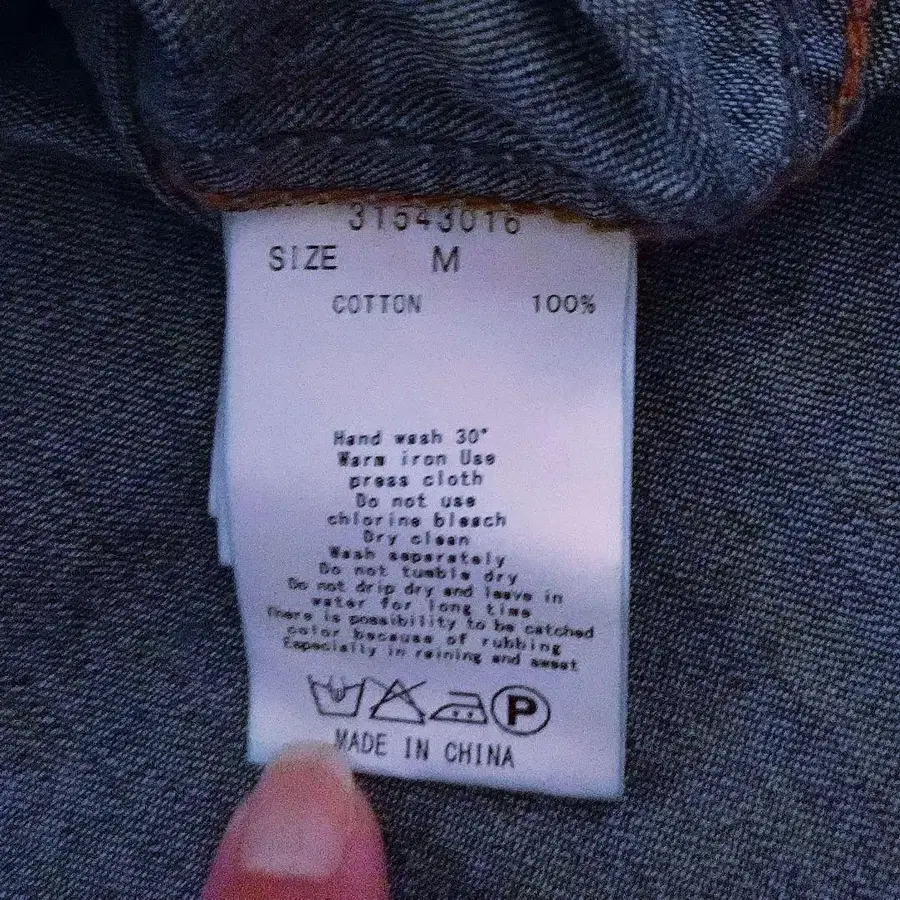 31543016
SIZE M
COTTON 100%
Hand wash 30°
Warm iron Use
press cloth
Do not use
chlorine bleach
Dry clean
Wash separately
Do not tumble dry
Do not drip dry and leave in
water for long time
There is possibility to be catched
color because of rubbing
Especially in raining and sweat
P
MADE IN CHINA